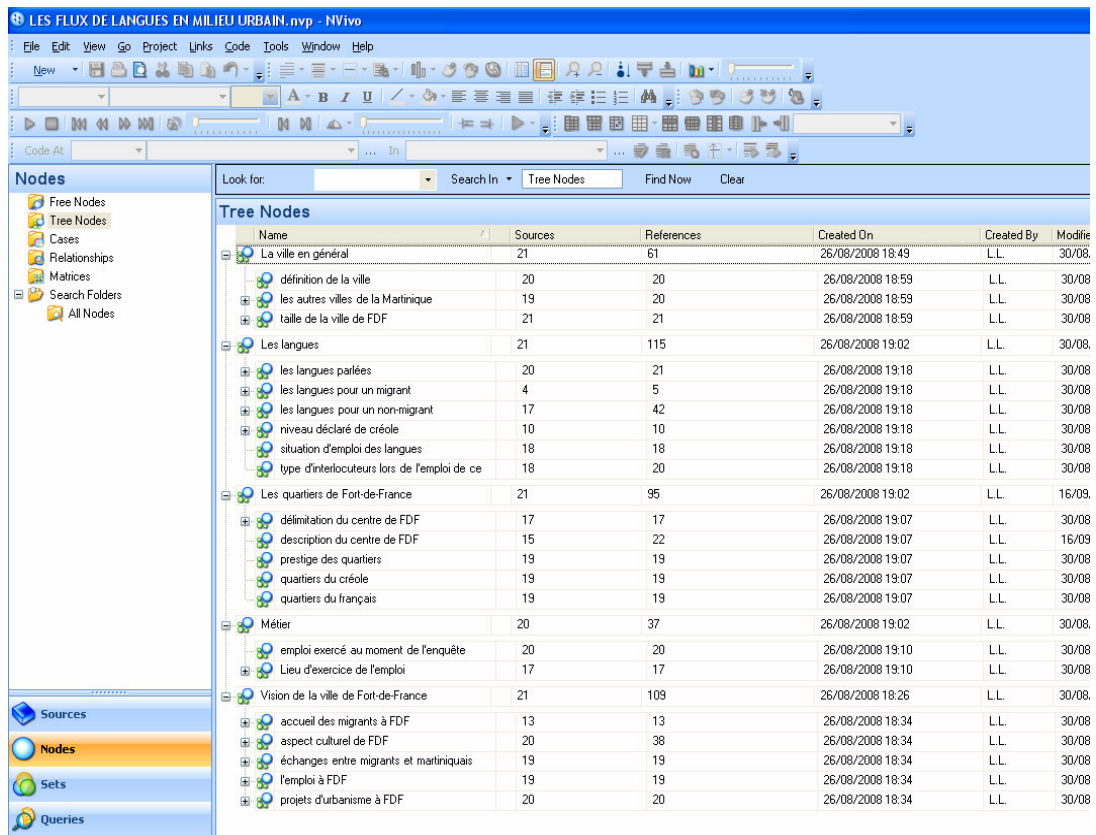 LES FLUX DE LANGUES EN MILIEU URBAIN.nvp - NVivo
File Edit View Go Project Links Code Tools Window Help
New
Code At ... In ...
Nodes
Free Nodes
Tree Nodes
Cases
Relationships
Matrices
Search Folders
All Nodes
Sources
Nodes
Sets
Queries
Look for: Search In Tree Nodes Find Now Clear
Tree Nodes
Name Sources References Created On Created By Modifie
La ville en général 21 61 26/08/2008 18:49 L.L. 30/08.
définition de la ville 20 20 26/08/2008 18:59 L.L. 30/08
les autres villes de la Martinique 19 20 26/08/2008 18:59 L.L. 30/08
taille de la ville de FDF 21 21 26/08/2008 18:59 L.L. 30/08
Les langues 21 115 26/08/2008 19:02 L.L. 30/08.
les langues parlées 20 21 26/08/2008 19:18 L.L. 30/08
les langues pour un migrant 4 5 26/08/2008 19:18 L.L. 30/08
les langues pour un non-migrant 17 42 26/08/2008 19:18 L.L. 30/08
niveau déclaré de créole 10 10 26/08/2008 19:18 L.L. 30/08
situation d'emploi des langues 18 18 26/08/2008 19:18 L.L. 30/08
type d'interlocuteurs lors de l'emploi de ce 18 20 26/08/2008 19:18 L.L. 30/08
Les quartiers de Fort-de-France 21 95 26/08/2008 19:02 L.L. 16/09.
délimitation du centre de FDF 17 17 26/08/2008 19:07 L.L. 30/08
description du centre de FDF 15 22 26/08/2008 19:07 L.L. 16/09
prestige des quartiers 19 19 26/08/2008 19:07 L.L. 30/08
quartiers du créole 19 19 26/08/2008 19:07 L.L. 30/08
quartiers du français 19 19 26/08/2008 19:07 L.L. 30/08
Métier 20 37 26/08/2008 19:02 L.L. 30/08.
emploi exercé au moment de l'enquête 20 20 26/08/2008 19:10 L.L. 30/08
Lieu d'exercice de l'emploi 17 17 26/08/2008 19:10 L.L. 30/08
Vision de la ville de Fort-de-France 21 109 26/08/2008 18:26 L.L. 30/08.
accueil des migrants à FDF 13 13 26/08/2008 18:34 L.L. 30/08
aspect culturel de FDF 20 38 26/08/2008 18:34 L.L. 30/08
échanges entre migrants et martiniquais 19 19 26/08/2008 18:34 L.L. 30/08
l'emploi à FDF 19 19 26/08/2008 18:34 L.L. 30/08
projets d'urbanisme à FDF 20 20 26/08/2008 18:34 L.L. 30/08